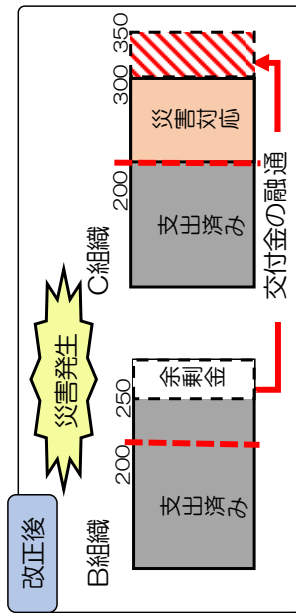 改正後
災害発生
B組織
200
250
支出済み
余剰金
C組織
200
300
350
支出済み
災害対応
交付金の融通